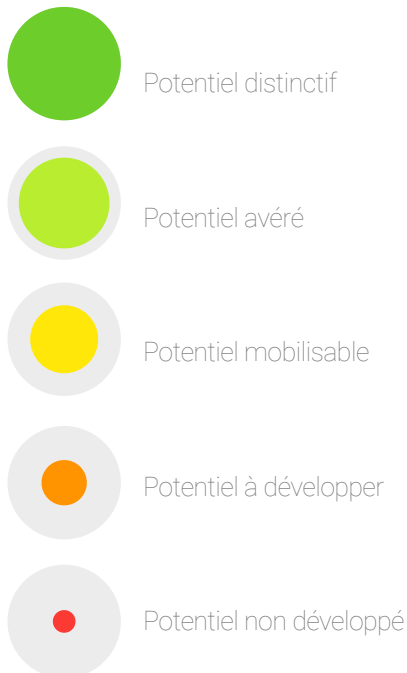 Potentiel distinctif
Potentiel avéré
Potentiel mobilisable
Potentiel à développer
Potentiel non développé